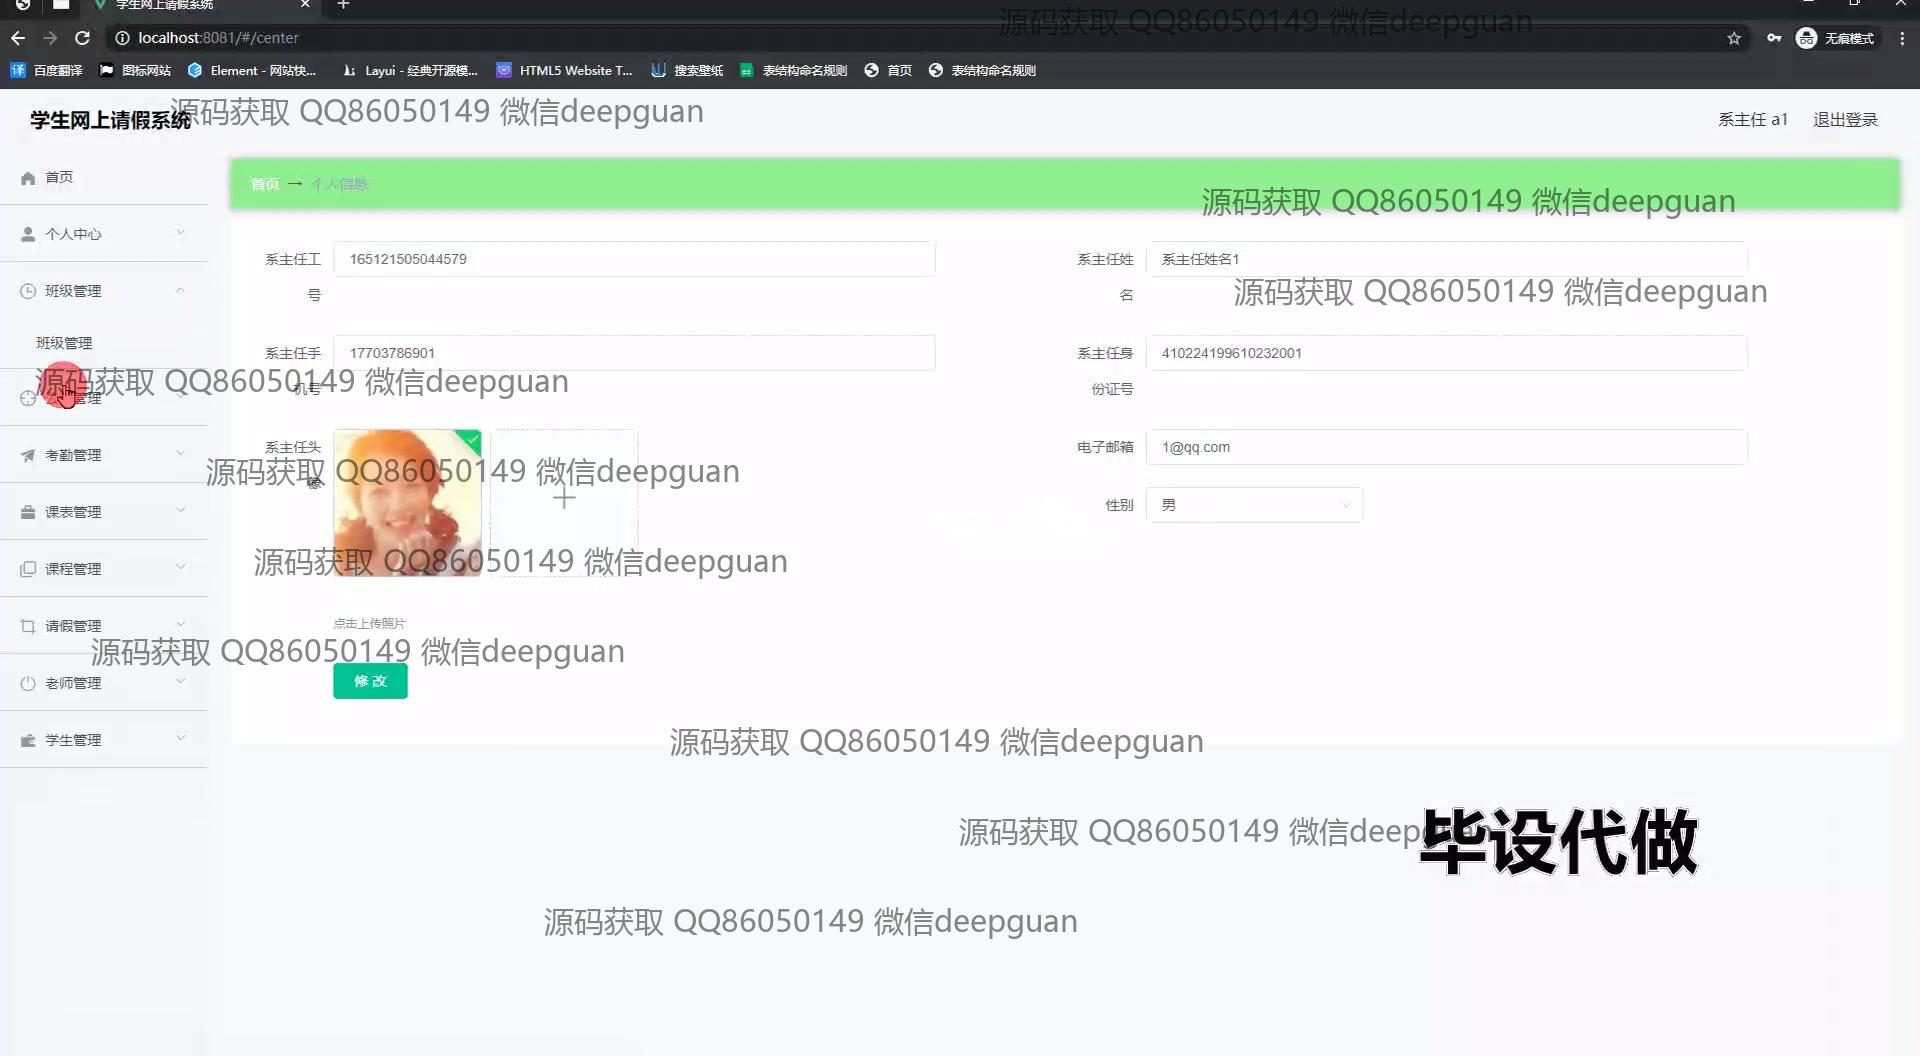 学生网上请假系统
源码获取 QQ86050149 微信deepguan
localhost:8081/#/center
无痕模式
百度翻译 图标网站 Element - 网站快... Layui - 经典开源模... HTML5 Website T... 搜索壁纸 表结构命名规则 首页 表结构命名规则
学生网上请假系统
源码获取 QQ86050149 微信deepguan
系主任 a1 退出登录
首页
首页 → 个人信息
源码获取 QQ86050149 微信deepguan
个人中心
系主任工号 165121505044579
系主任姓名 系主任姓名1
班级管理
源码获取 QQ86050149 微信deepguan
班级管理
系主任手机号 17703786901
系主任身份证号 410224199610232001
源码获取 QQ86050149 微信deepguan
管理
考勤管理
系主任头像
电子邮箱 1@qq.com
源码获取 QQ86050149 微信deepguan
课表管理
性别 男
源码获取 QQ86050149 微信deepguan
课程管理
请假管理
点击上传照片
源码获取 QQ86050149 微信deepguan
老师管理
修改
学生管理
源码获取 QQ86050149 微信deepguan
源码获取 QQ86050149 微信deepguan
毕设代做
源码获取 QQ86050149 微信deepguan